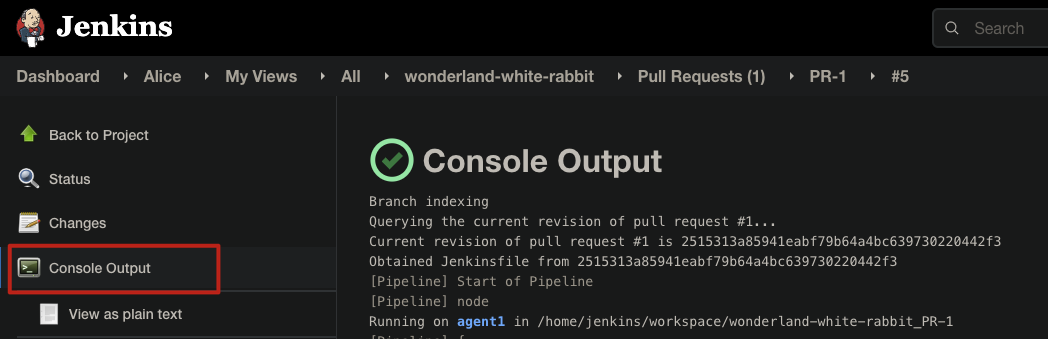 Jenkins
Search
Dashboard Alice My Views All wonderland-white-rabbit Pull Requests (1) PR-1 #5
Back to Project
Status
Changes
Console Output
View as plain text
Console Output
Branch indexing
Querying the current revision of pull request #1...
Current revision of pull request #1 is 2515313a85941eabf79b64a4bc639730220442f3
Obtained Jenkinsfile from 2515313a85941eabf79b64a4bc639730220442f3
[Pipeline] Start of Pipeline
[Pipeline] node
Running on agent1 in /home/jenkins/workspace/wonderland-white-rabbit_PR-1
[Pipeline] {